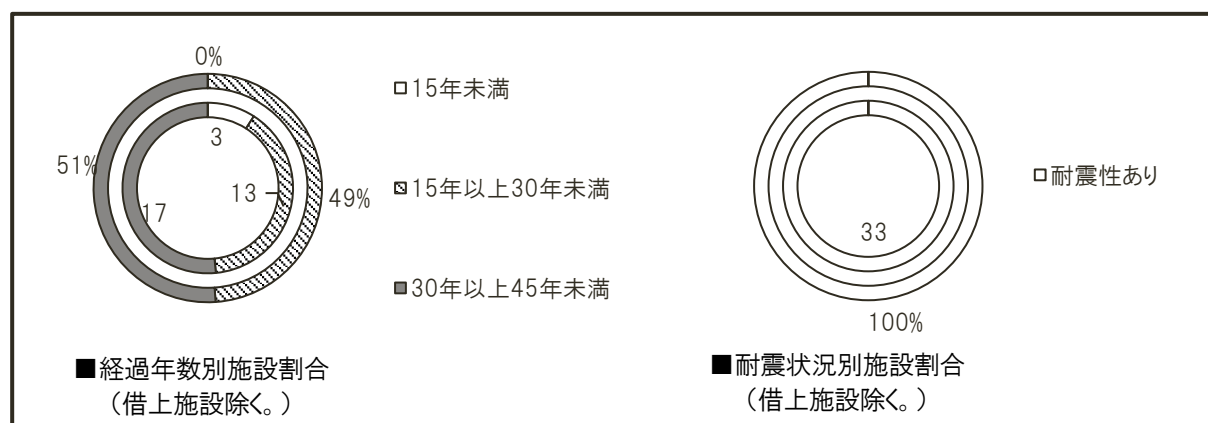 0%
3
51%
13
17
49%
□15年未満
15年以上30年未満
30年以上45年未満
■経過年数別施設割合
（借上施設除く。）
33
100%
□耐震性あり
■耐震状況別施設割合
（借上施設除く。）